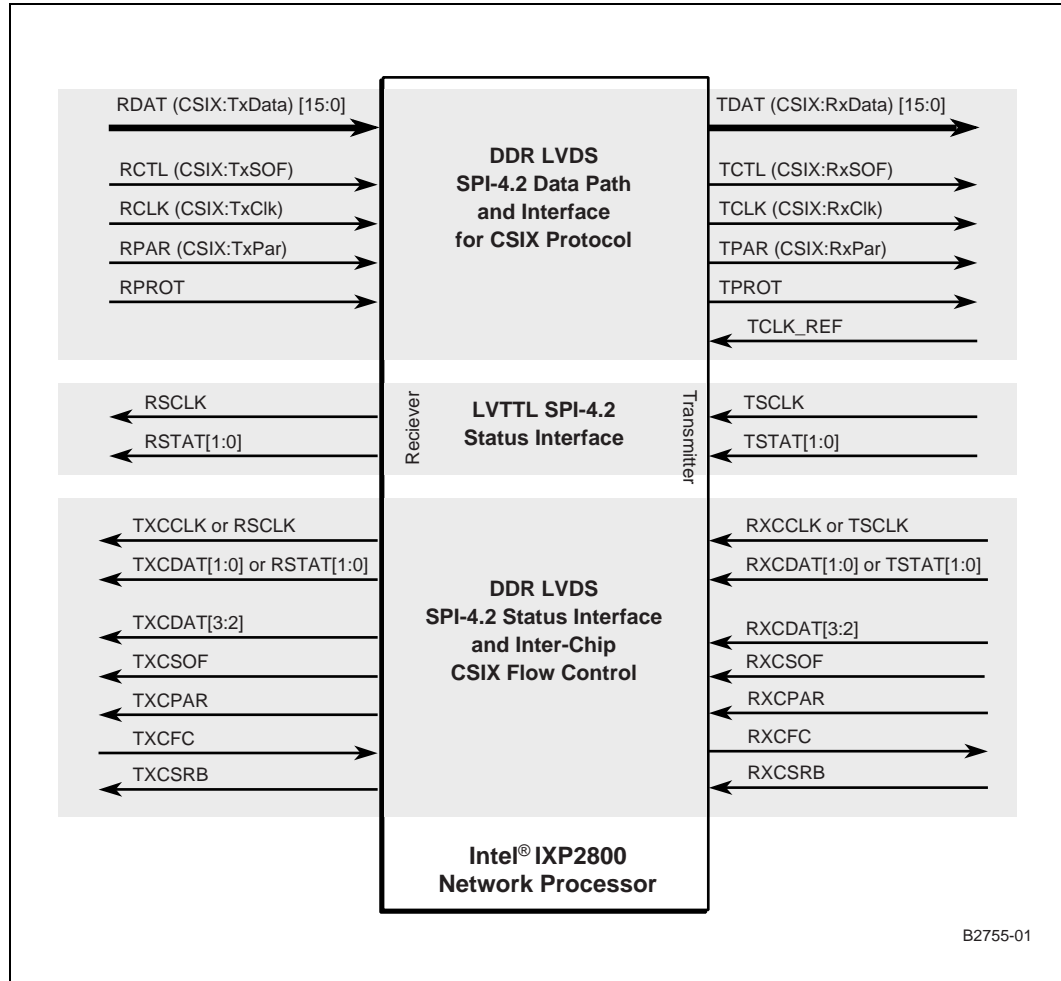 RDAT (CSIX:TxData) [15:0]
RCTL (CSIX:TxSOF)
RCLK (CSIX:TxClk)
RPAR (CSIX:TxPar)
RPROT
DDR LVDS
SPI-4.2 Data Path
and Interface
for CSIX Protocol
TDAT (CSIX:RxData) [15:0]
TCTL (CSIX:RxSOF)
TCLK (CSIX:RxClk)
TPAR (CSIX:RxPar)
TPROT
TCLK_REF
RSCLK
RSTAT[1:0]
Reciever
LVTTL SPI-4.2
Status Interface
Transmitter
TSCLK
TSTAT[1:0]
TXCCLK or RSCLK
TXCDAT[1:0] or RSTAT[1:0]
TXCDAT[3:2]
TXCSOF
TXCPAR
TXCFC
TXCSRB
DDR LVDS
SPI-4.2 Status Interface
and Inter-Chip
CSIX Flow Control
RXCCLK or TSCLK
RXCDAT[1:0] or TSTAT[1:0]
RXCDAT[3:2]
RXCSOF
RXCPAR
RXCFC
RXCSRB
Intel® IXP2800
Network Processor
B2755-01